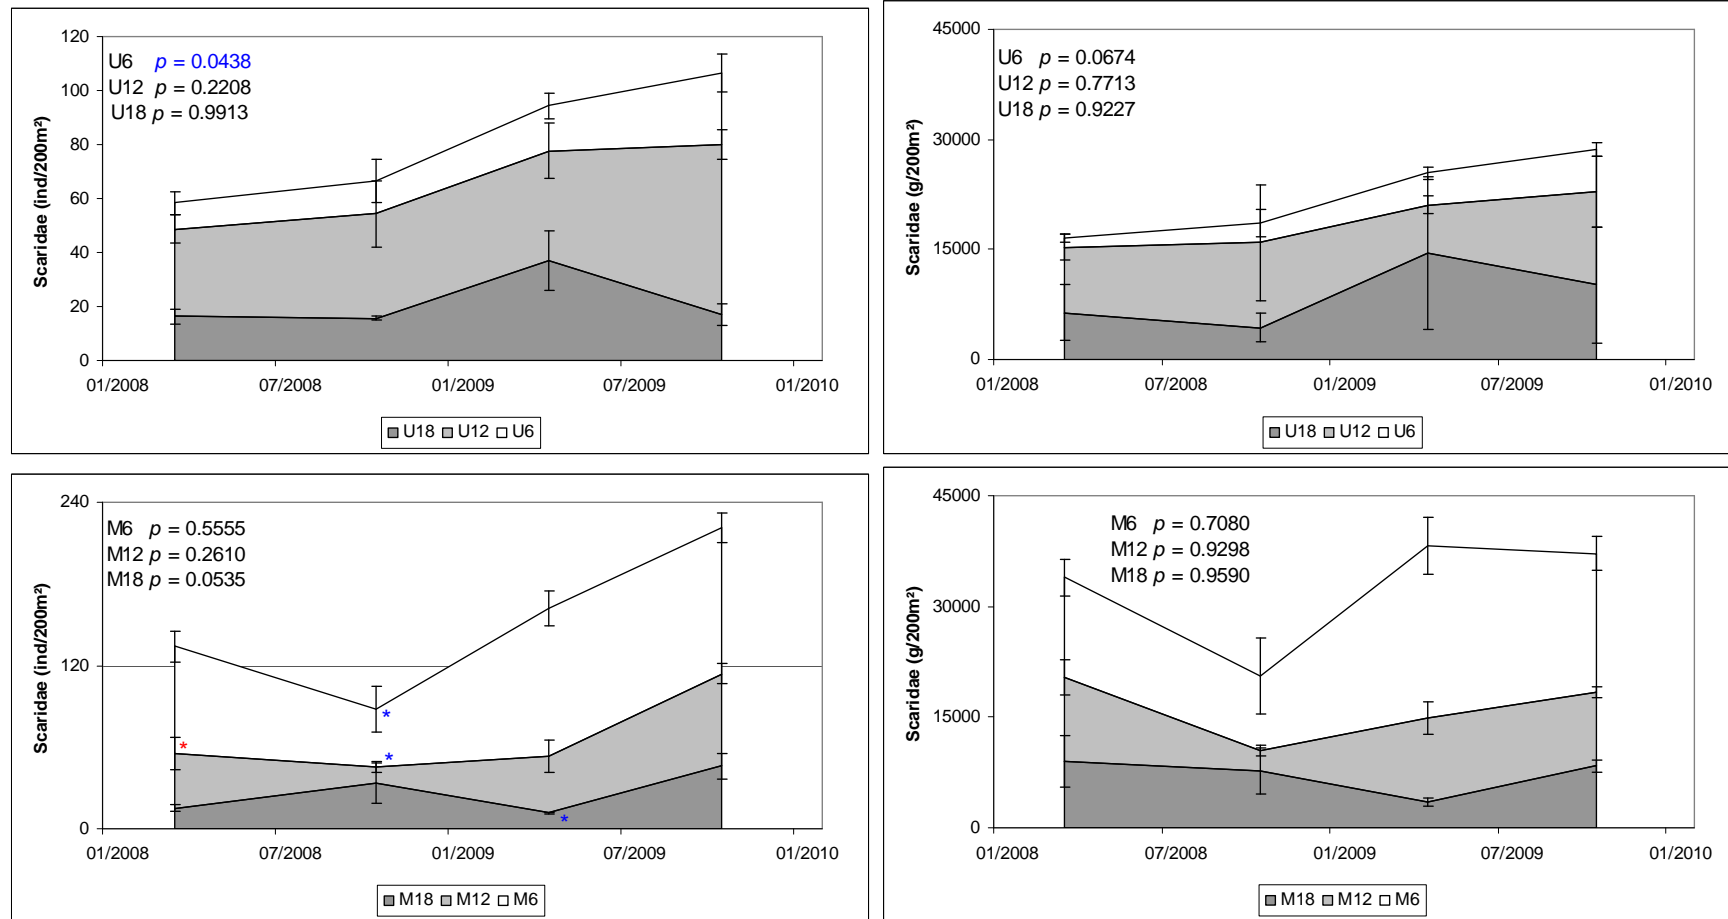 Scaridae (ind/200m²)
120
100
80
60
40
20
0
U6 p = 0.0438
U12 p = 0.2208
U18 p = 0.9913
01/2008 07/2008 01/2009 07/2009 01/2010
U18 U12 U6
Scaridae (g/200m²)
45000
30000
15000
0
U6 p = 0.0674
U12 p = 0.7713
U18 p = 0.9227
01/2008 07/2008 01/2009 07/2009 01/2010
U18 U12 U6
Scaridae (ind/200m²)
240
120
0
M6 p = 0.5555
M12 p = 0.2610
M18 p = 0.0535
*
*
*
*
01/2008 07/2008 01/2009 07/2009 01/2010
M18 M12 M6
Scaridae (g/200m²)
45000
30000
15000
0
M6 p = 0.7080
M12 p = 0.9298
M18 p = 0.9590
01/2008 07/2008 01/2009 07/2009 01/2010
M18 M12 M6